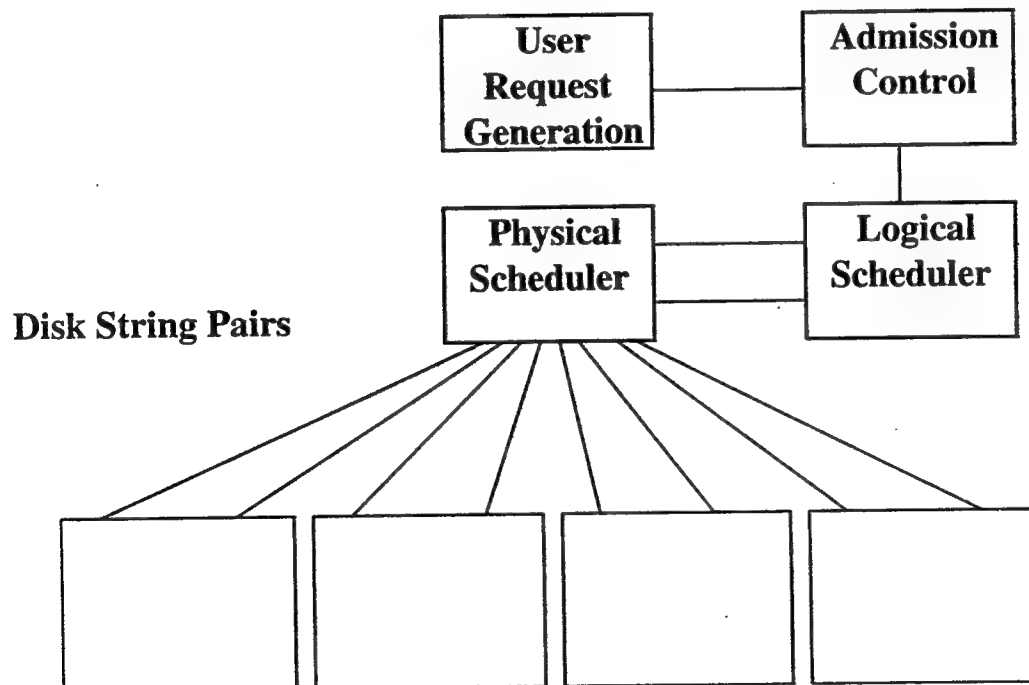 User
Request
Generation
Admission
Control
Physical
Scheduler
Logical
Scheduler
Disk String Pairs